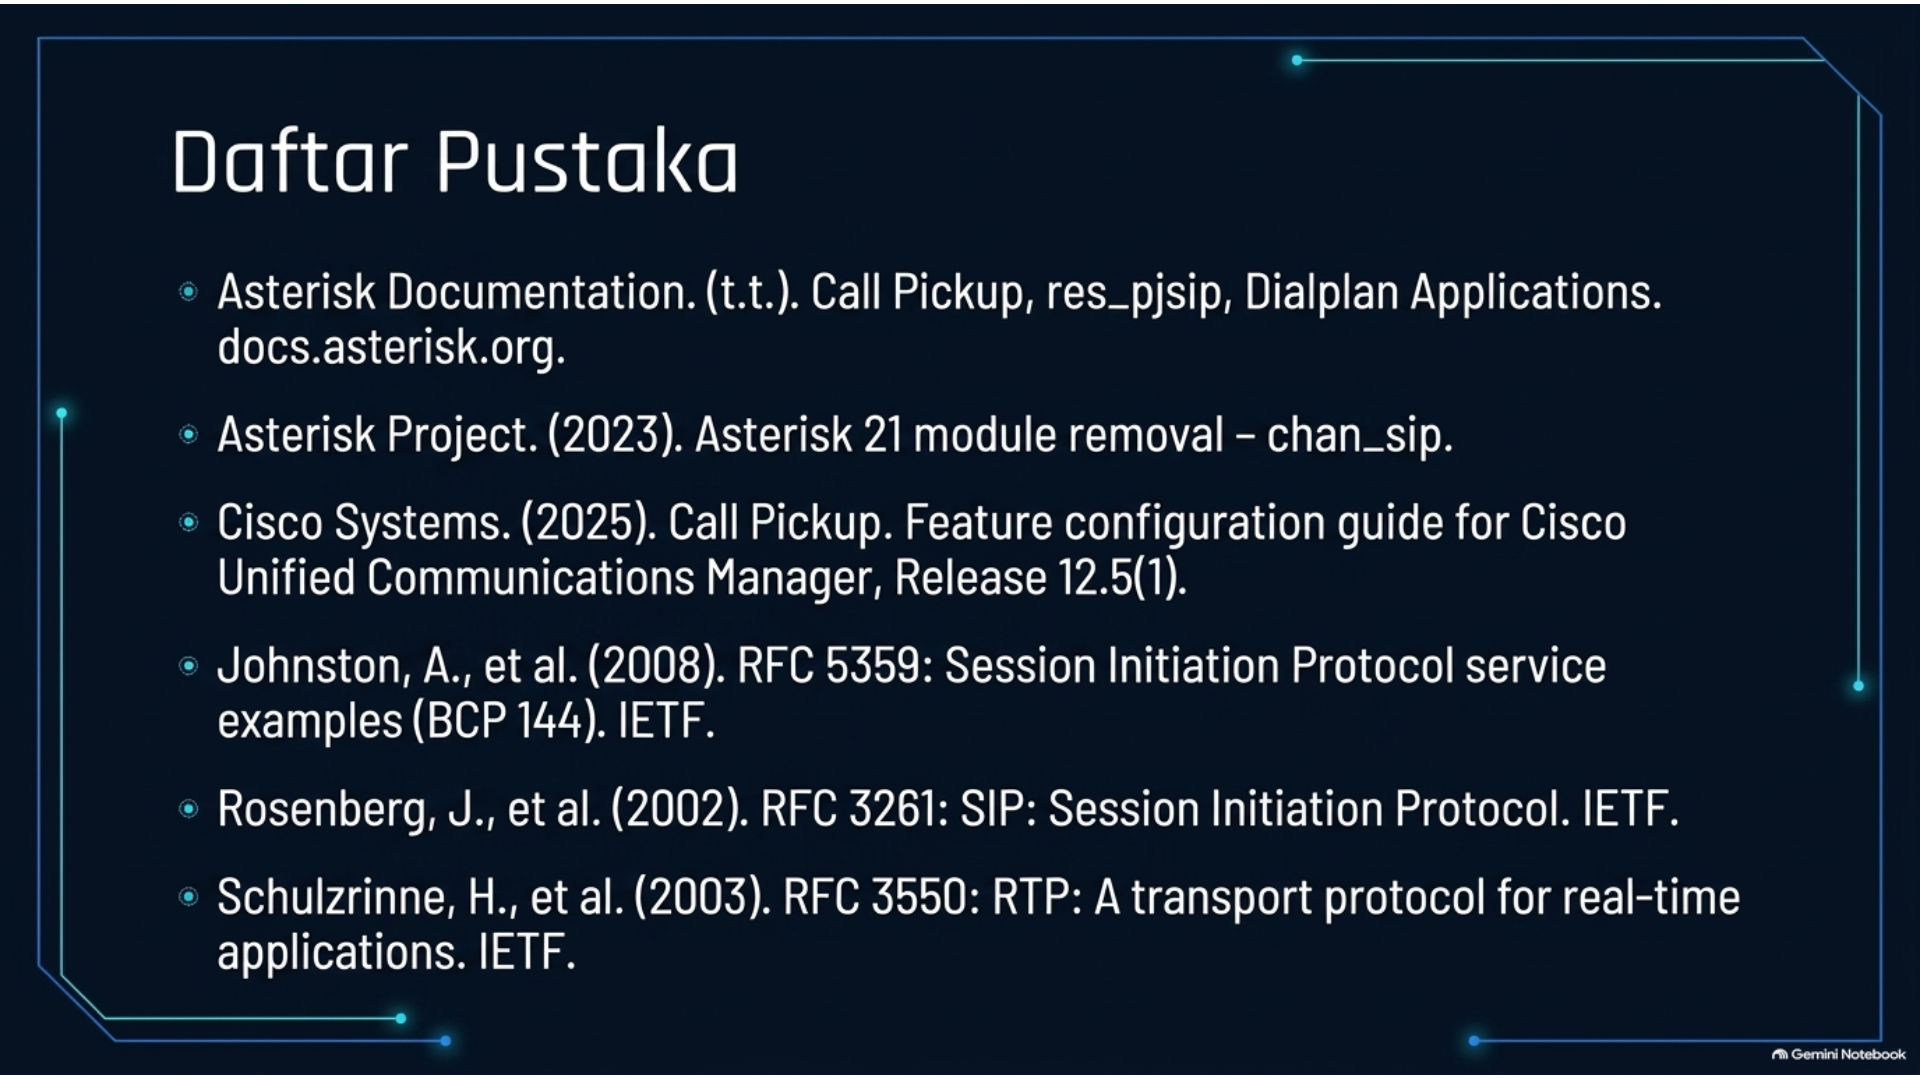 Daftar Pustaka
Asterisk Documentation. (t.t.). Call Pickup, res_pjsip, Dialplan Applications.
docs.asterisk.org.
Asterisk Project. (2023). Asterisk 21 module removal – chan_sip.
Cisco Systems. (2025). Call Pickup. Feature configuration guide for Cisco
Unified Communications Manager, Release 12.5(1).
Johnston, A., et al. (2008). RFC 5359: Session Initiation Protocol service
examples (BCP 144). IETF.
Rosenberg, J., et al. (2002). RFC 3261: SIP: Session Initiation Protocol. IETF.
Schulzrinne, H., et al. (2003). RFC 3550: RTP: A transport protocol for real-time
applications. IETF.
Gemini Notebook